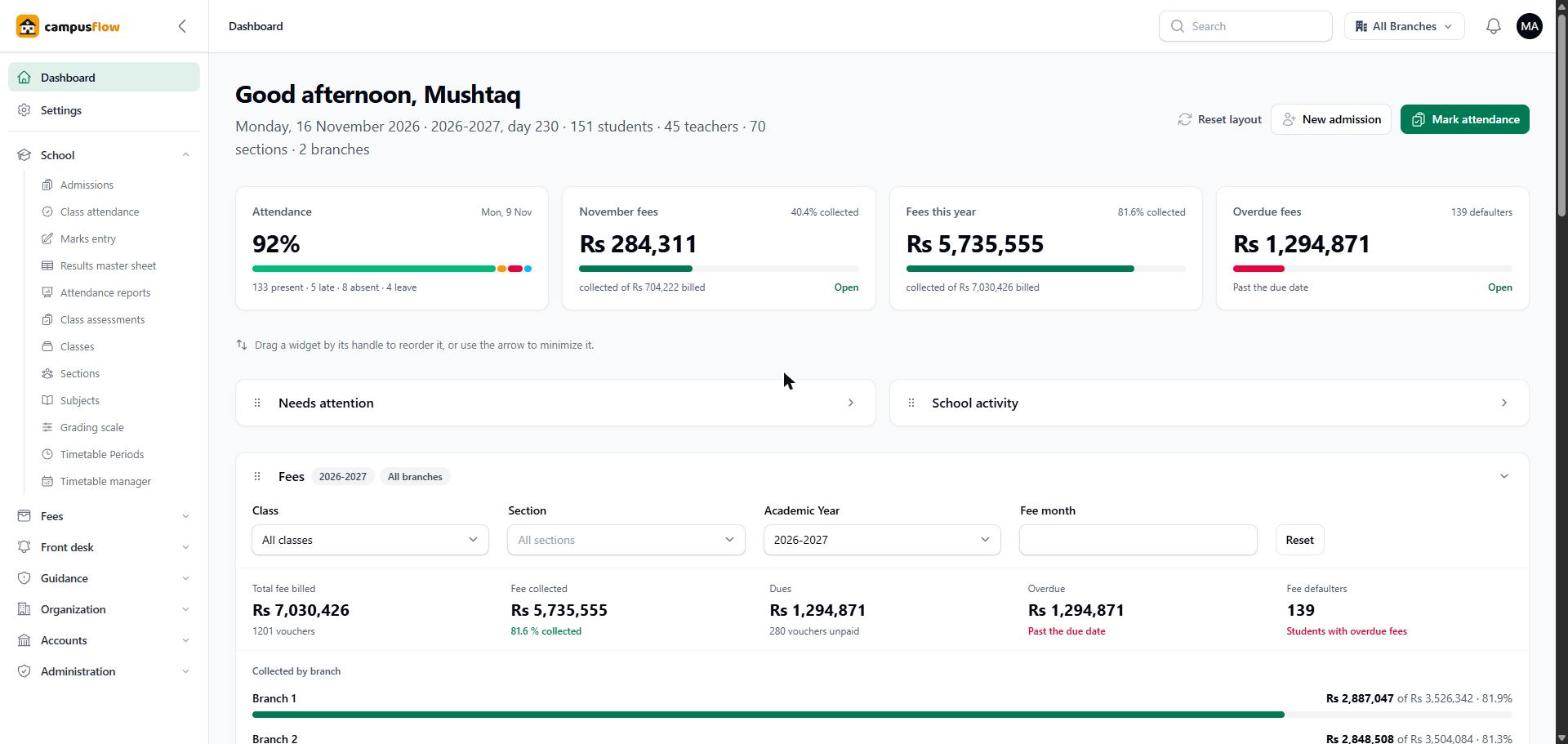 campusflow
Dashboard
Search
All Branches
MA
Dashboard
Settings
School
Admissions
Class attendance
Marks entry
Results master sheet
Attendance reports
Class assessments
Classes
Sections
Subjects
Grading scale
Timetable Periods
Timetable manager
Fees
Front desk
Guidance
Organization
Accounts
Administration
Good afternoon, Mushtaq
Monday, 16 November 2026 · 2026-2027, day 230 · 151 students · 45 teachers · 70
sections · 2 branches
Reset layout
New admission
Mark attendance
Attendance
Mon, 9 Nov
92%
133 present · 5 late · 8 absent · 4 leave
November fees
40.4% collected
Rs 284,311
collected of Rs 704,222 billed
Open
Fees this year
81.6% collected
Rs 5,735,555
collected of Rs 7,030,426 billed
Overdue fees
139 defaulters
Rs 1,294,871
Past the due date
Open
Drag a widget by its handle to reorder it, or use the arrow to minimize it.
Needs attention
School activity
Fees
2026-2027
All branches
Class
Section
Academic Year
Fee month
All classes
All sections
2026-2027
Reset
Total fee billed
Rs 7,030,426
1201 vouchers
Fee collected
Rs 5,735,555
81.6 % collected
Dues
Rs 1,294,871
280 vouchers unpaid
Overdue
Rs 1,294,871
Past the due date
Fee defaulters
139
Students with overdue fees
Collected by branch
Branch 1
Rs 2,887,047 of Rs 3,526,342 · 81.9%
Branch 2
Rs 2,848,508 of Rs 3,504,084 · 81.3%